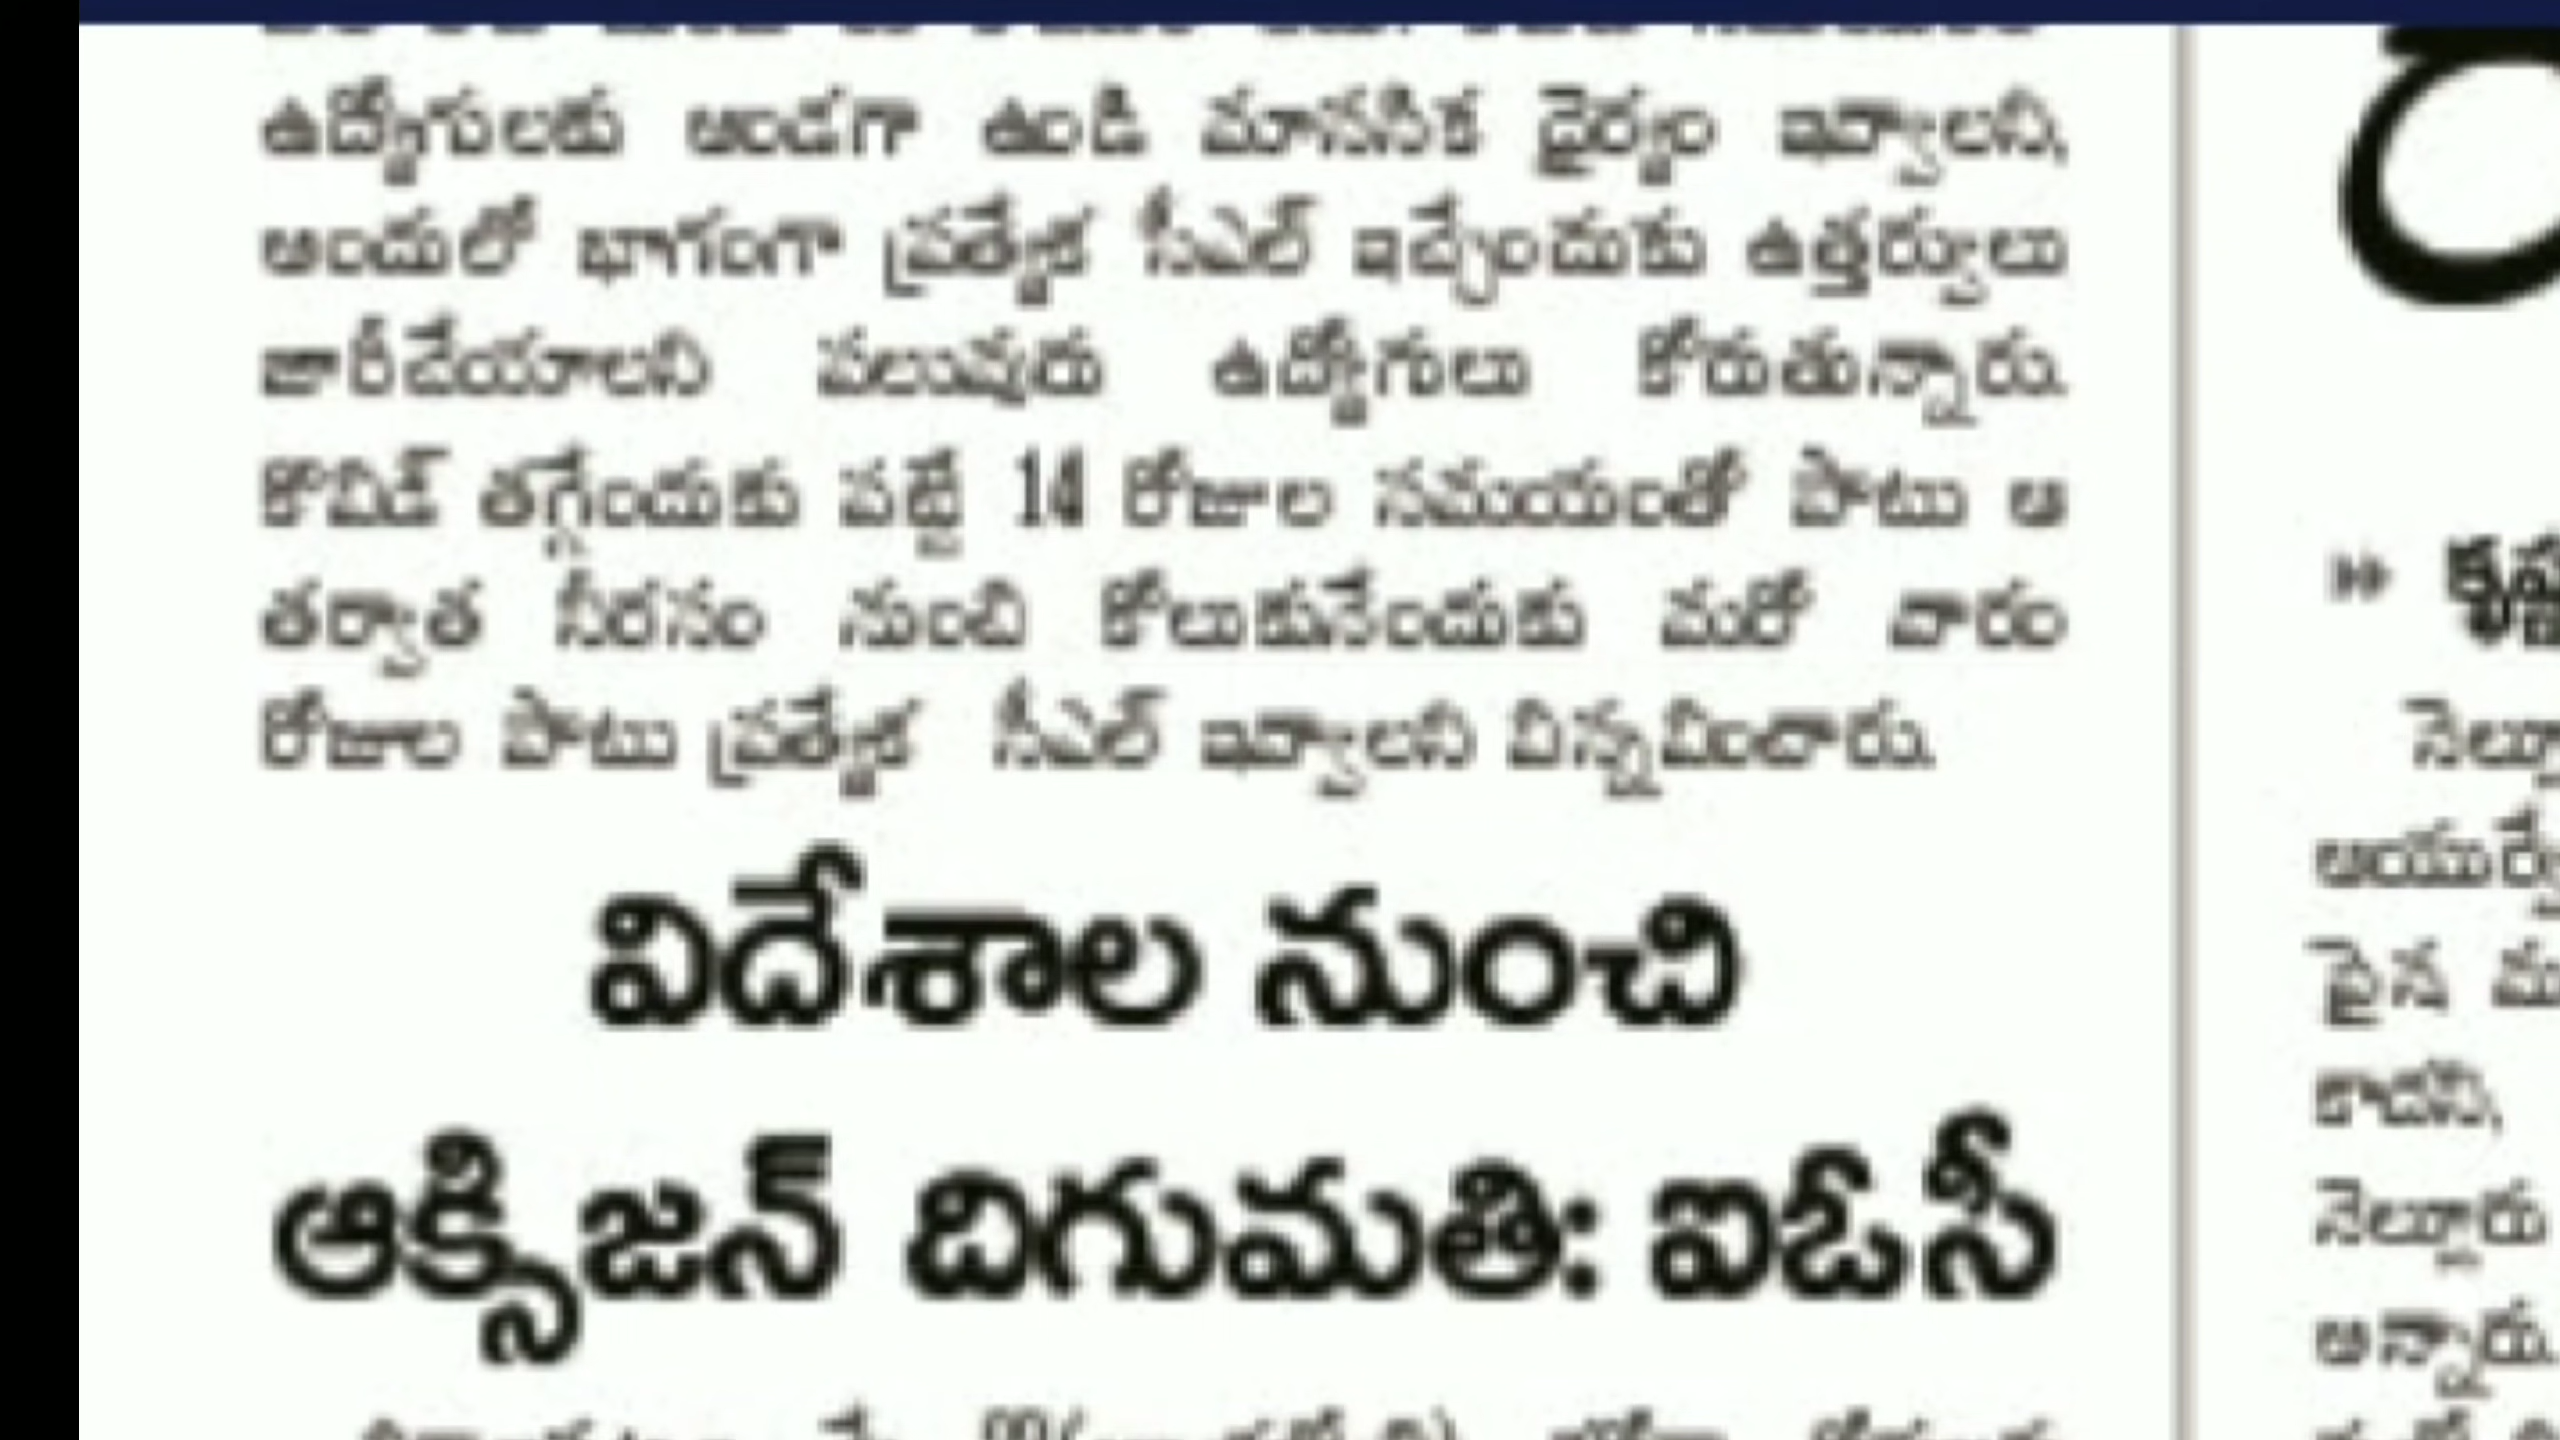 ఉద్యోగులకు అండగా ఉండి మానసిక ధైర్యం ఇవ్వాలని,
అందులో భాగంగా ప్రత్యేక సీఎల్ ఇచ్చేందుకు ఉత్తర్వులు
జారీచేయాలని పలువురు ఉద్యోగులు కోరుతున్నారు.
కొవిడ్ తగ్గేందుకు పట్టే 14 రోజుల సమయంతో పాటు ఆ
తర్వాత నీరసం నుంచి కోలుకునేందుకు మరో వారం
రోజుల పాటు ప్రత్యేక సీఎల్ ఇవ్వాలని విన్నవించారు.
విదేశాల నుంచి
ఆక్సిజన్ దిగుమతి: ఐఓసీ
పైన
కాదని,
నెల్లూరు
అన్నారు.